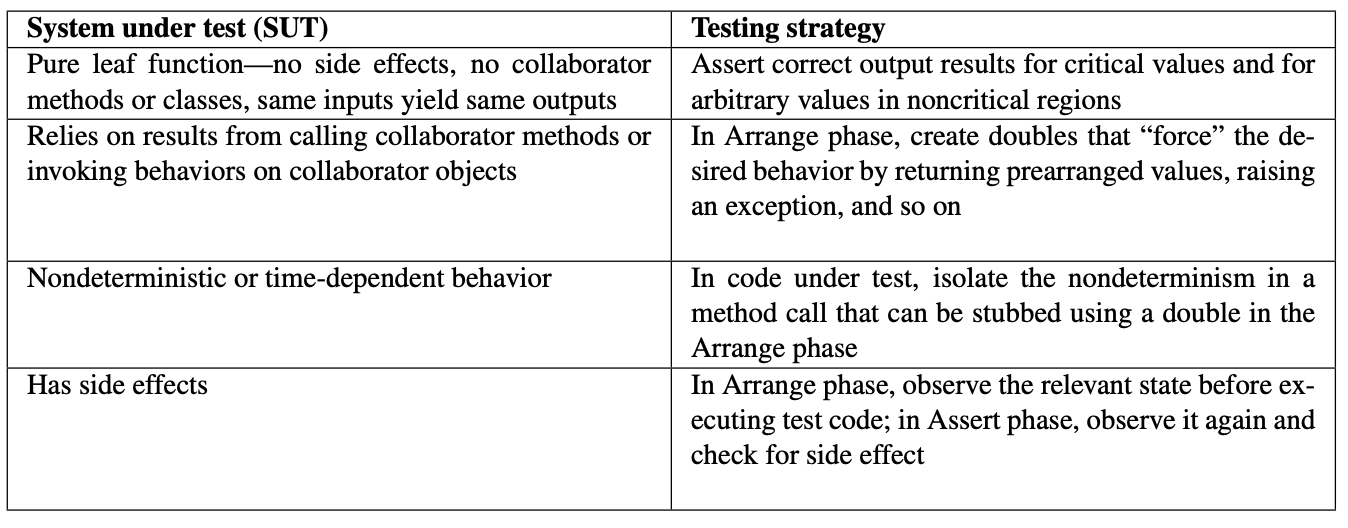 System under test (SUT)
Testing strategy
Pure leaf function—no side effects, no collaborator
methods or classes, same inputs yield same outputs
Assert correct output results for critical values and for
arbitrary values in noncritical regions
Relies on results from calling collaborator methods or
invoking behaviors on collaborator objects
In Arrange phase, create doubles that “force” the de-
sired behavior by returning prearranged values, raising
an exception, and so on
Nondeterministic or time-dependent behavior
In code under test, isolate the nondeterminism in a
method call that can be stubbed using a double in the
Arrange phase
Has side effects
In Arrange phase, observe the relevant state before ex-
ecuting test code; in Assert phase, observe it again and
check for side effect